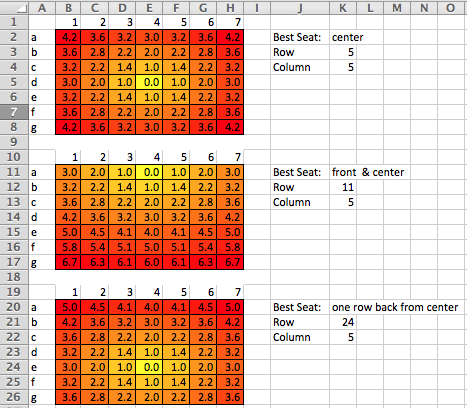 A B C D E F G H I J K L M N O
1 1 2 3 4 5 6 7
2 a 4.2 3.6 3.2 3.0 3.2 3.6 4.2 Best Seat: center
3 b 3.6 2.8 2.2 2.0 2.2 2.8 3.6 Row 5
4 c 3.2 2.2 1.4 1.0 1.4 2.2 3.2 Column 5
5 d 3.0 2.0 1.0 0.0 1.0 2.0 3.0
6 e 3.2 2.2 1.4 1.0 1.4 2.2 3.2
7 f 3.6 2.8 2.2 2.0 2.2 2.8 3.6
8 g 4.2 3.6 3.2 3.0 3.2 3.6 4.2
9
10 1 2 3 4 5 6 7
11 a 3.0 2.0 1.0 0.0 1.0 2.0 3.0 Best Seat: front & center
12 b 3.2 2.2 1.4 1.0 1.4 2.2 3.2 Row 11
13 c 3.6 2.8 2.2 2.0 2.2 2.8 3.6 Column 5
14 d 4.2 3.6 3.2 3.0 3.2 3.6 4.2
15 e 5.0 4.5 4.1 4.0 4.1 4.5 5.0
16 f 5.8 5.4 5.1 5.0 5.1 5.4 5.8
17 g 6.7 6.3 6.1 6.0 6.1 6.3 6.7
18
19 1 2 3 4 5 6 7
20 a 5.0 4.5 4.1 4.0 4.1 4.5 5.0 Best Seat: one row back from center
21 b 4.2 3.6 3.2 3.0 3.2 3.6 4.2 Row 24
22 c 3.6 2.8 2.2 2.0 2.2 2.8 3.6 Column 5
23 d 3.2 2.2 1.4 1.0 1.4 2.2 3.2
24 e 3.0 2.0 1.0 0.0 1.0 2.0 3.0
25 f 3.2 2.2 1.4 1.0 1.4 2.2 3.2
26 g 3.6 2.8 2.2 2.0 2.2 2.8 3.6